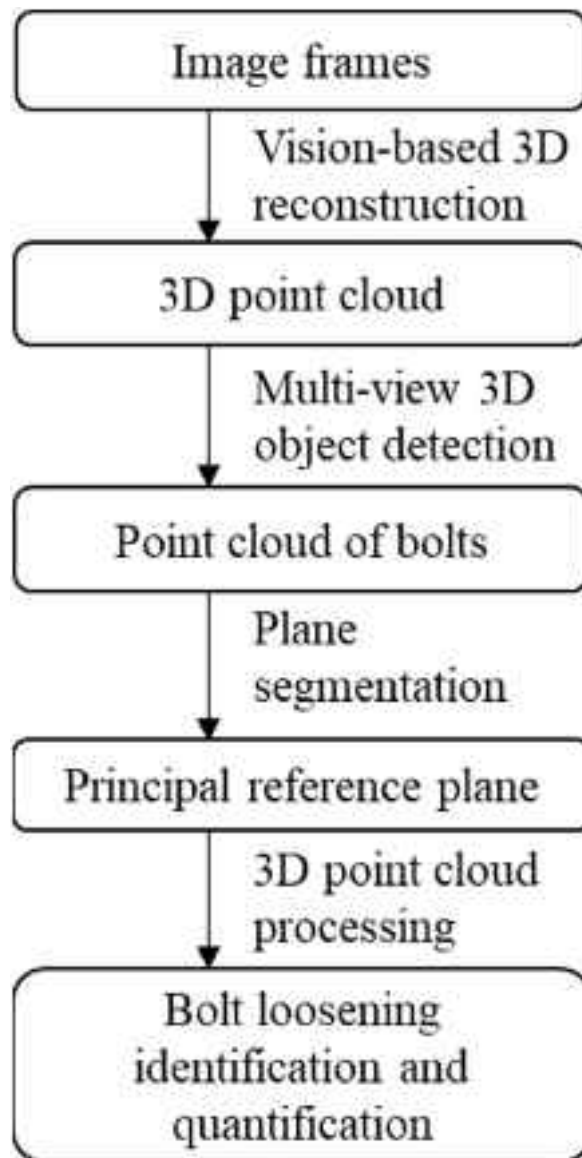 Image frames
Vision-based 3D
reconstruction
3D point cloud
Multi-view 3D
object detection
Point cloud of bolts
Plane
segmentation
Principal reference plane
3D point cloud
processing
Bolt loosening
identification and
quantification